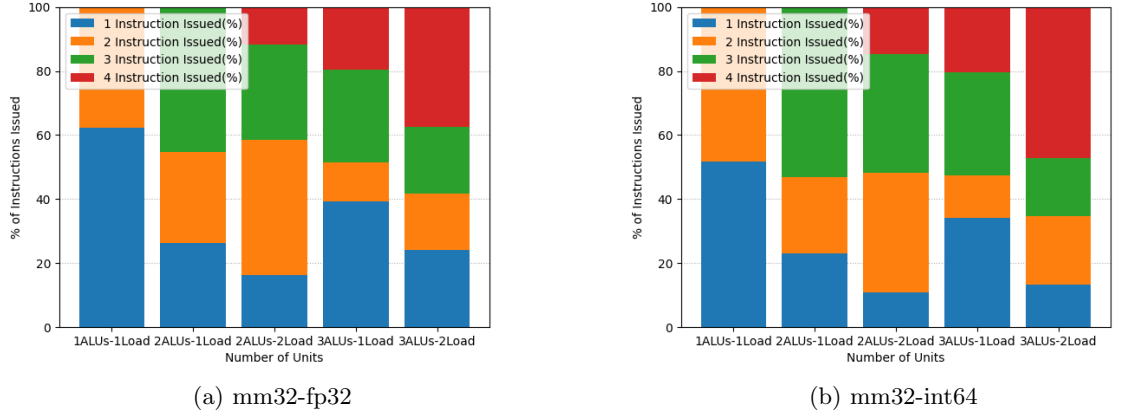 100
80
60
40
20
0
% of Instructions Issued
1 Instruction Issued(%)
2 Instruction Issued(%)
3 Instruction Issued(%)
4 Instruction Issued(%)
1ALUs-1Load 2ALUs-1Load 2ALUs-2Load 3ALUs-1Load 3ALUs-2Load
Number of Units
(a) mm32-fp32
100
80
60
40
20
0
% of Instructions Issued
1 Instruction Issued(%)
2 Instruction Issued(%)
3 Instruction Issued(%)
4 Instruction Issued(%)
1ALUs-1Load 2ALUs-1Load 2ALUs-2Load 3ALUs-1Load 3ALUs-2Load
Number of Units
(b) mm32-int64